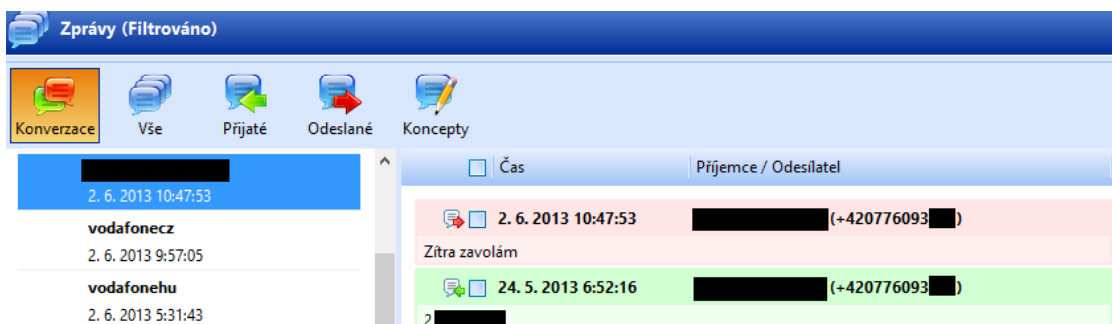 Zprávy (Filtrováno)
Konverzace
Vše
Přijaté
Odeslané
Koncepty
2. 6. 2013 10:47:53
vodafonecz
2. 6. 2013 9:57:05
vodafonehu
2. 6. 2013 5:31:43
Čas Příjemce / Odesílatel
2. 6. 2013 10:47:53 (+420776093 )
Zítra zavolám
24. 5. 2013 6:52:16 (+420776093 )
2